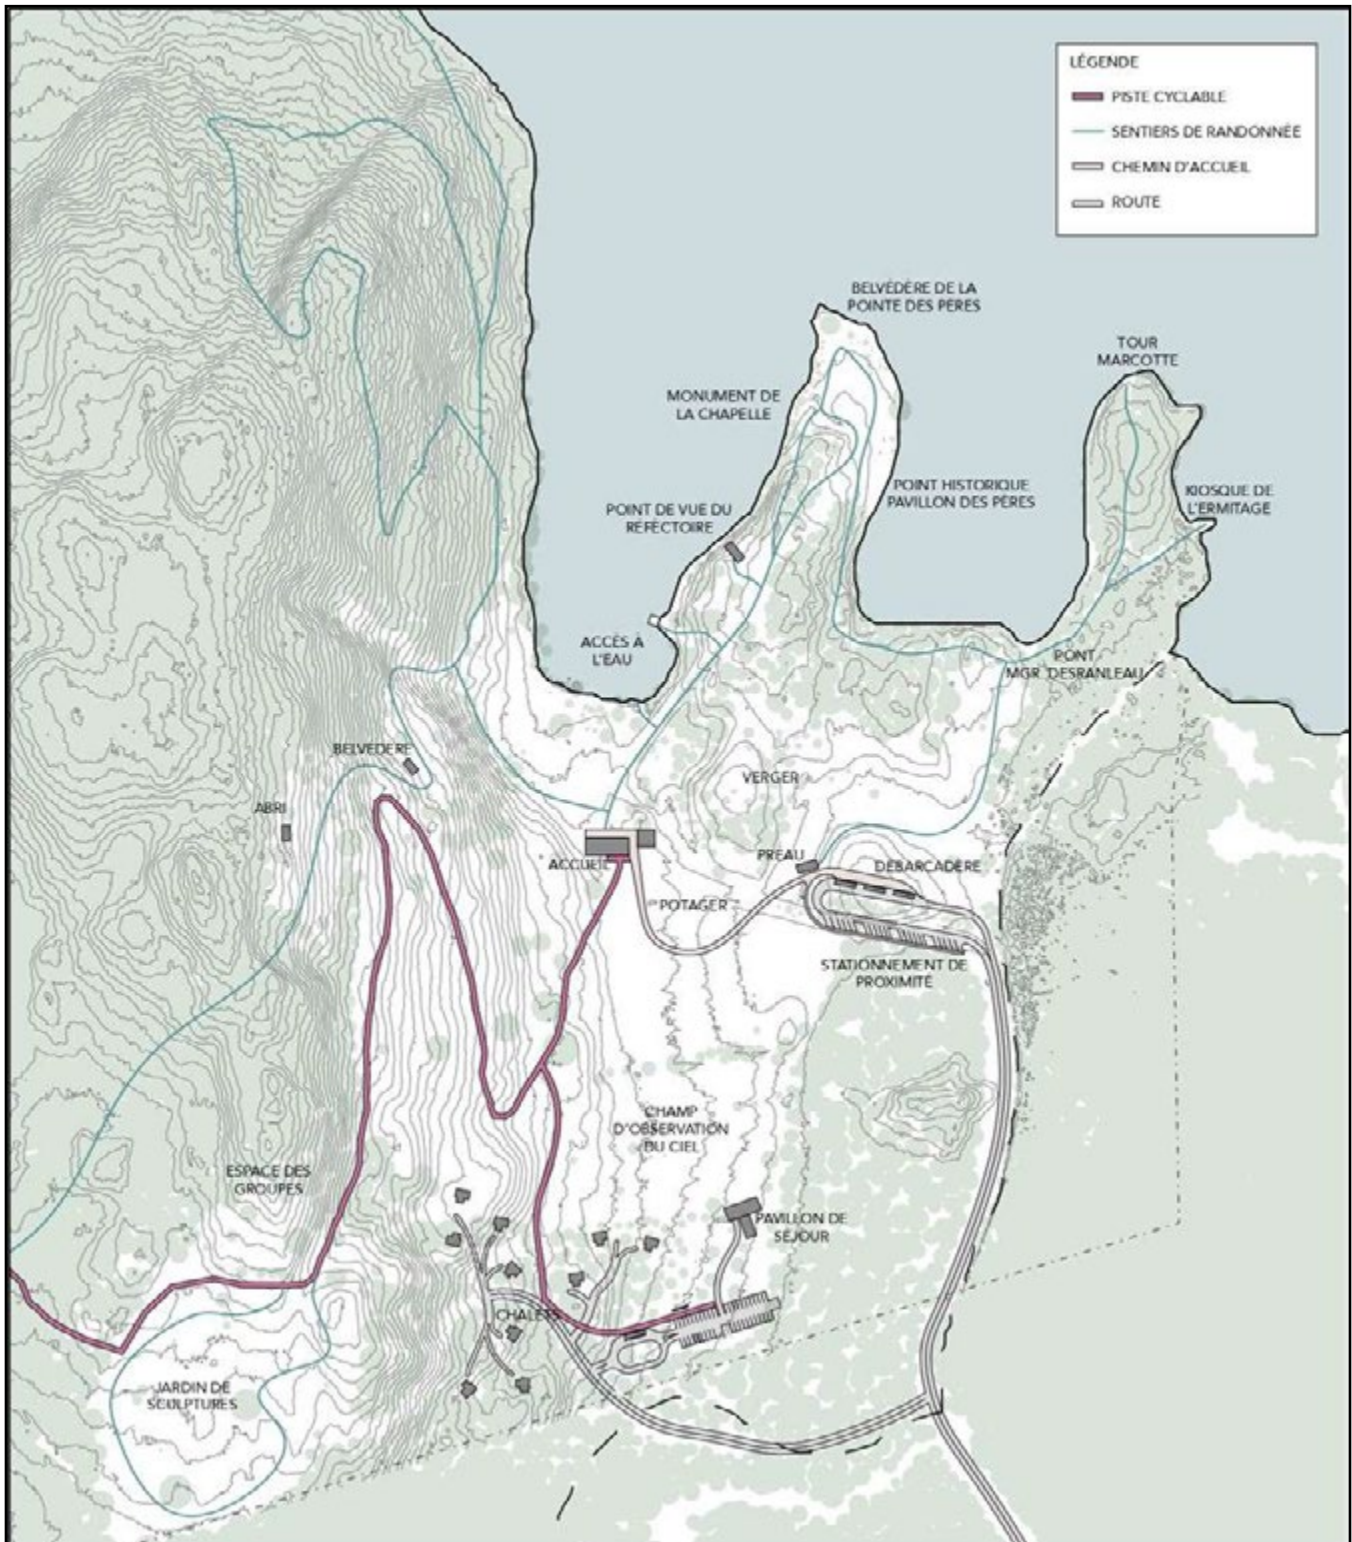 LÉGENDE
PISTE CYCLABLE
SENTIERS DE RANDONNÉE
CHEMIN D'ACCUEIL
ROUTE
BELVÉDÈRE DE LA
POINTE DES PÈRES
TOUR
MARCOTTE
MONUMENT DE
LA CHAPELLE
POINT HISTORIQUE
PAVILLON DES PÈRES
KIOSQUE DE
L'ERMITAGE
POINT DE VUE DU
RÉFECTOIRE
ACCÈS À
L'EAU
PONT
MGR. DESRANLEAU
BELVÉDÈRE
VERGER
ABRI
ACCUEIL
PRÉAU
DÉBARCADÈRE
POTAGER
STATIONNEMENT DE
PROXIMITÉ
CHAMP
D'OBSERVATION
DU CIEL
ESPACE DES
GROUPES
PAVILLON DE
SÉJOUR
CHALETS
JARDIN DE
SCULPTURES